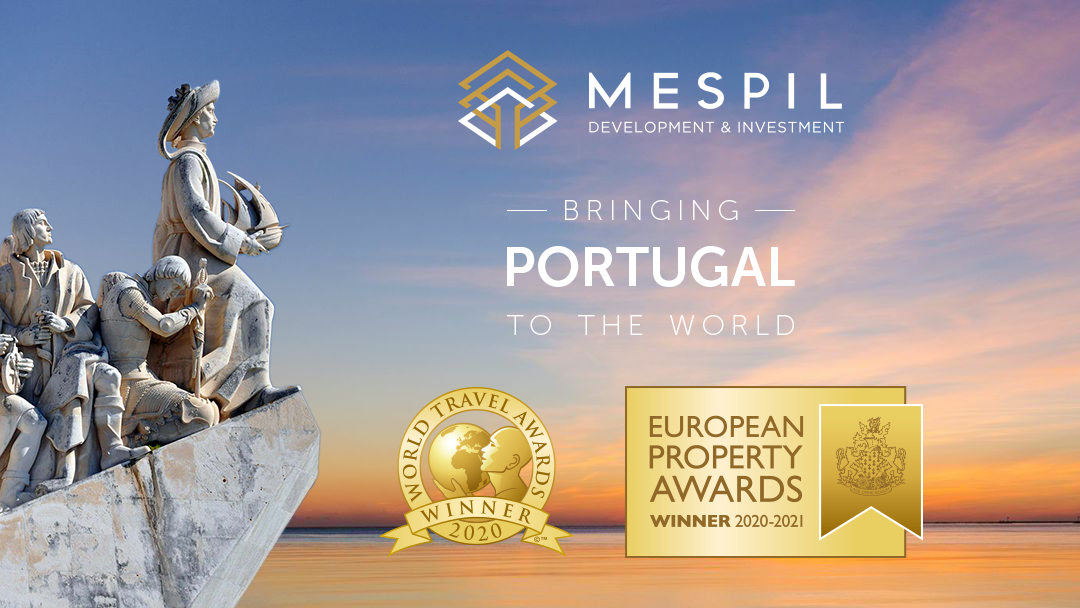 MESPIL
DEVELOPMENT & INVESTMENT
BRINGING
PORTUGAL
TO THE WORLD
WORLD TRAVEL AWARDS
WINNER
2020
©™
EUROPEAN
PROPERTY
AWARDS
WINNER 2020-2021